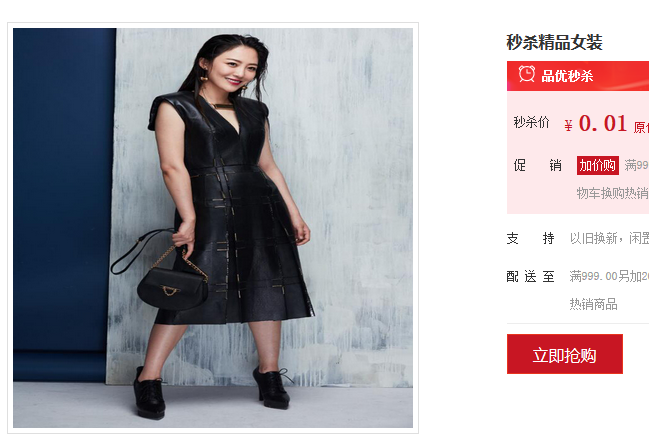 秒杀精品女装
品优秒杀
秒杀价 ¥ 0.01 原
促 销 加价购 满99
物车换购热销
支 持 以旧换新，闲置
配 送 至 满999.00另加20
热销商品
立即抢购